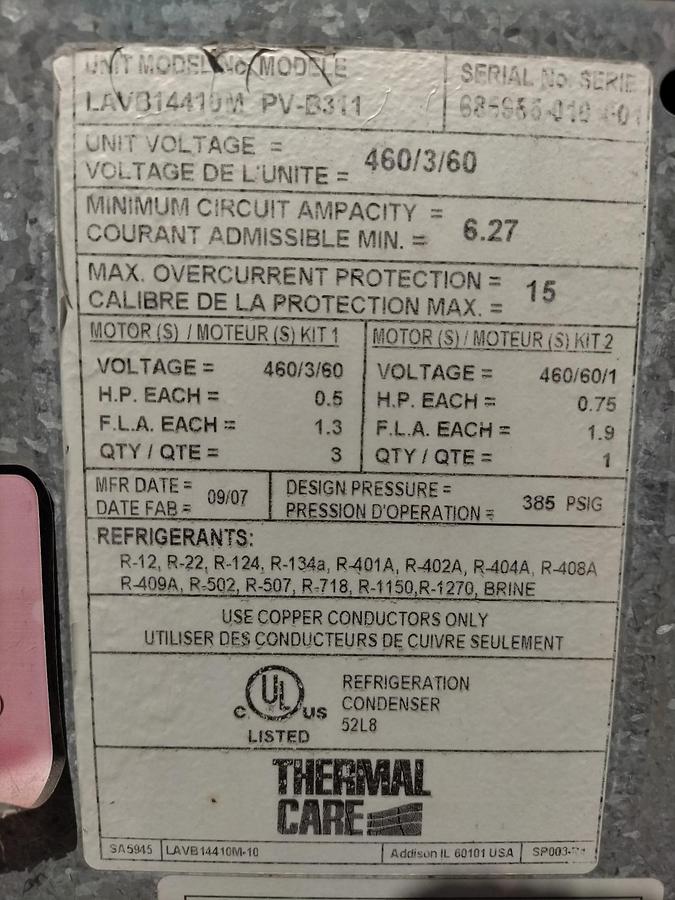 UNIT MODEL No/ MODELE
SERIAL No. SERIE
LAVB14410M PV-B311
UNIT VOLTAGE =
VOLTAGE DE L'UNITE =
460/3/60
MINIMUM CIRCUIT AMPACITY =
COURANT ADMISSIBLE MIN. =
6.27
MAX. OVERCURRENT PROTECTION =
CALIBRE DE LA PROTECTION MAX. =
15
MOTOR (S) / MOTEUR (S) KIT 1
VOLTAGE = 460/3/60
H.P. EACH = 0.5
F.L.A. EACH = 1.3
QTY / QTE = 3
MOTOR (S) / MOTEUR (S) KIT 2
VOLTAGE = 460/60/1
H.P. EACH = 0.75
F.L.A. EACH = 1.9
QTY / QTE = 1
MFR DATE =
DATE FAB =
09/07
DESIGN PRESSURE =
PRESSION D'OPERATION =
385 PSIG
REFRIGERANTS:
R-12, R-22, R-124, R-134a, R-401A, R-402A, R-404A, R-408A
R-409A, R-502, R-507, R-718, R-1150,R-1270, BRINE
USE COPPER CONDUCTORS ONLY
UTILISER DES CONDUCTEURS DE CUIVRE SEULEMENT
C UL US
LISTED
REFRIGERATION
CONDENSER
52L8
THERMAL
CARE
SA5945 LAVB14410M-10 Addison IL 60101 USA